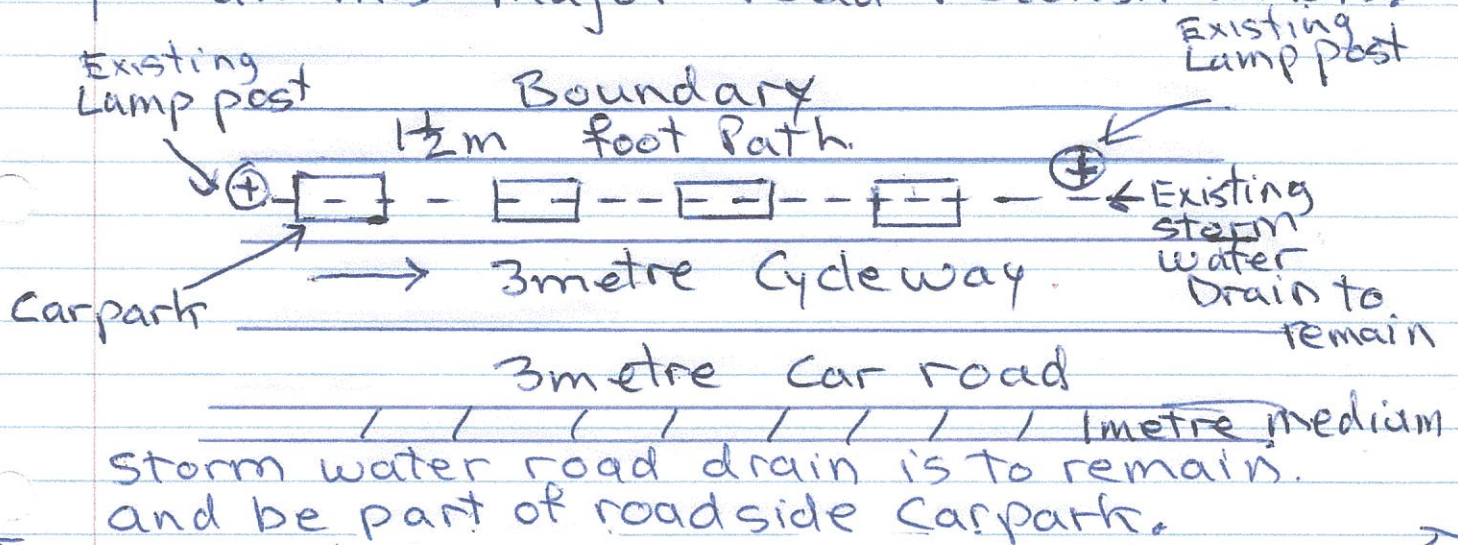 Existing
Lamp post
Existing
Lamp post
Boundary
1½m foot Path.
Existing
storm
water
Drain to
remain
3metre Cycleway.
Carpark
3metre Car road
1metre medium
Storm water road drain is to remain.
and be part of roadside Carpark.